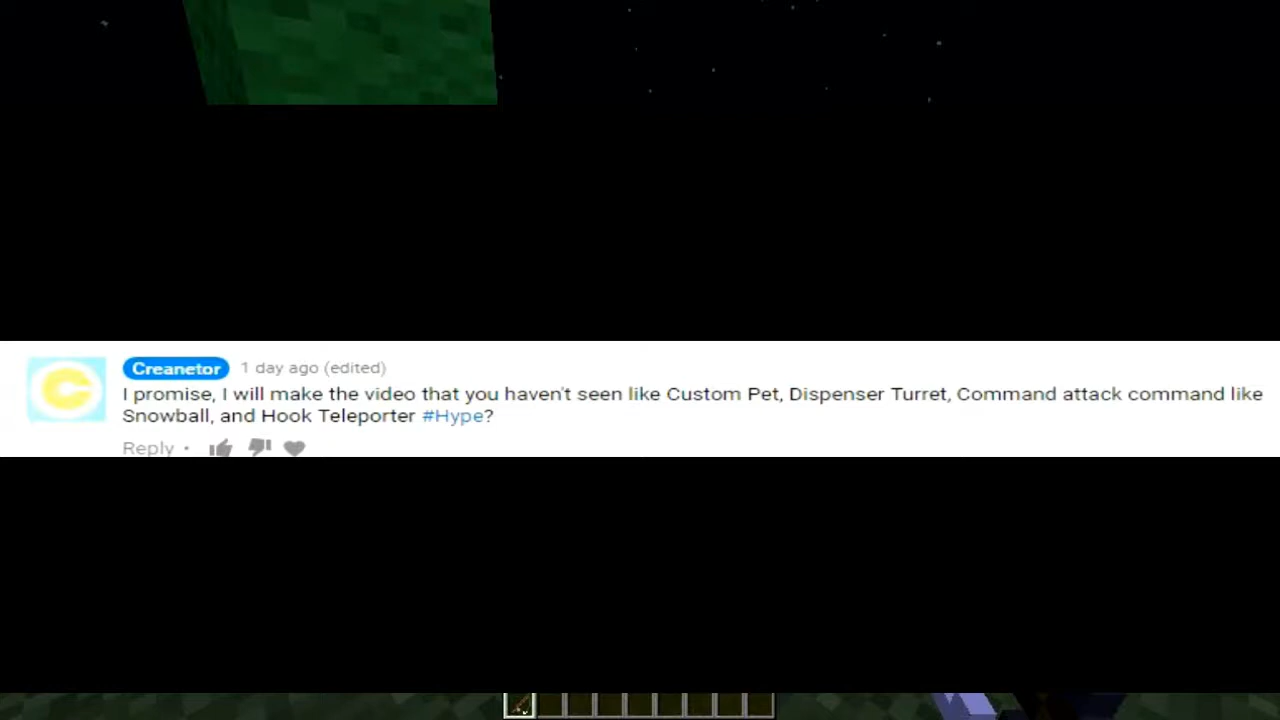 Creanetor 1 day ago (edited)
I promise, I will make the video that you haven't seen like Custom Pet, Dispenser Turret, Command attack command like
Snowball, and Hook Teleporter #Hype?
Reply •